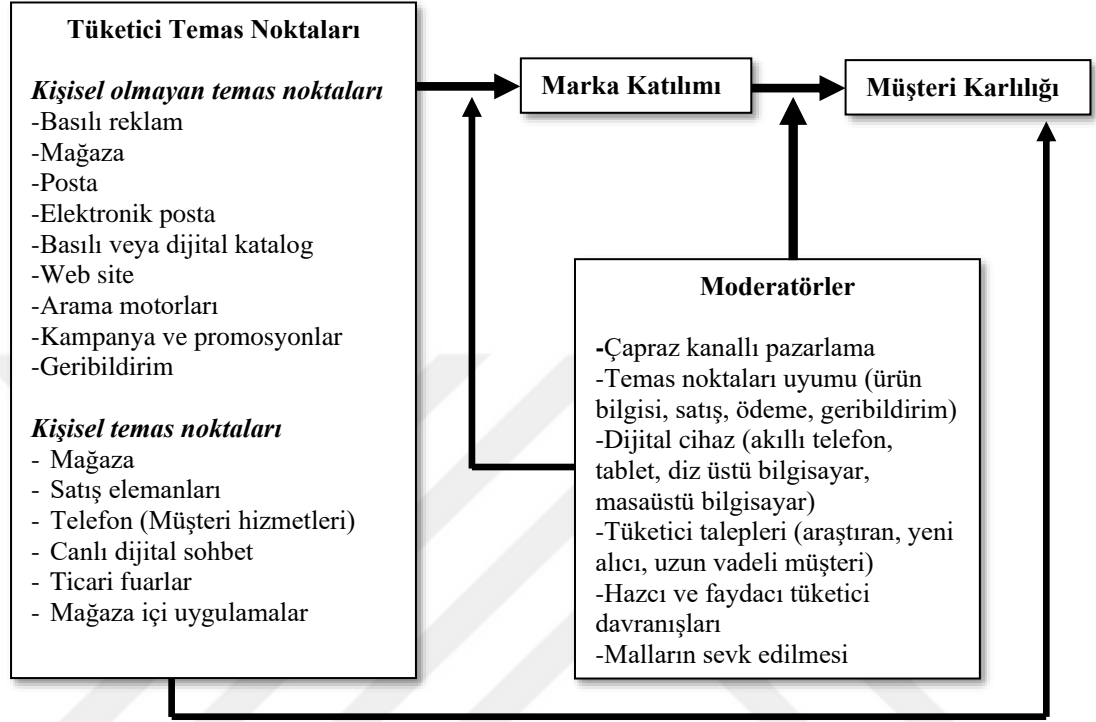 Tüketici Temas Noktaları
Kişisel olmayan temas noktaları
-Basılı reklam
-Mağaza
-Posta
-Elektronik posta
-Basılı veya dijital katalog
-Web site
-Arama motorları
-Kampanya ve promosyonlar
-Geribildirim
Kişisel temas noktaları
- Mağaza
- Satış elemanları
- Telefon (Müşteri hizmetleri)
- Canlı dijital sohbet
- Ticari fuarlar
- Mağaza içi uygulamalar
Marka Katılımı
Müşteri Karlılığı
Moderatörler
-Çapraz kanallı pazarlama
-Temas noktaları uyumu (ürün
bilgisi, satış, ödeme, geribildirim)
-Dijital cihaz (akıllı telefon,
tablet, diz üstü bilgisayar,
masaüstü bilgisayar)
-Tüketici talepleri (araştıran, yeni
alıcı, uzun vadeli müşteri)
-Hazcı ve faydacı tüketici
davranışları
-Malların sevk edilmesi